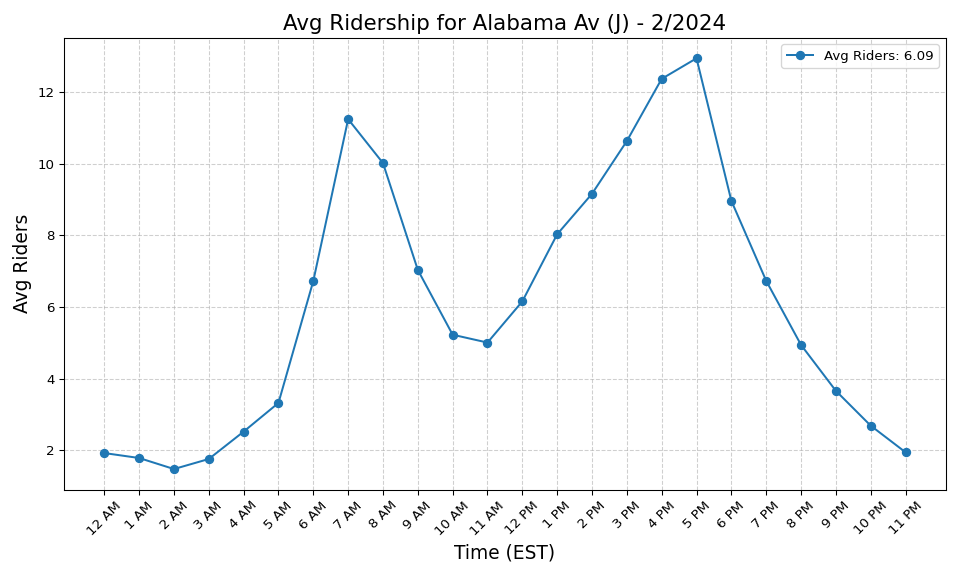 Avg Ridership for Alabama Av (J) - 2/2024
Avg Riders: 6.09
Avg Riders
12
10
8
6
4
2
12 AM
1 AM
2 AM
3 AM
4 AM
5 AM
6 AM
7 AM
8 AM
9 AM
10 AM
11 AM
12 PM
1 PM
2 PM
3 PM
4 PM
5 PM
6 PM
7 PM
8 PM
9 PM
10 PM
11 PM
Time (EST)